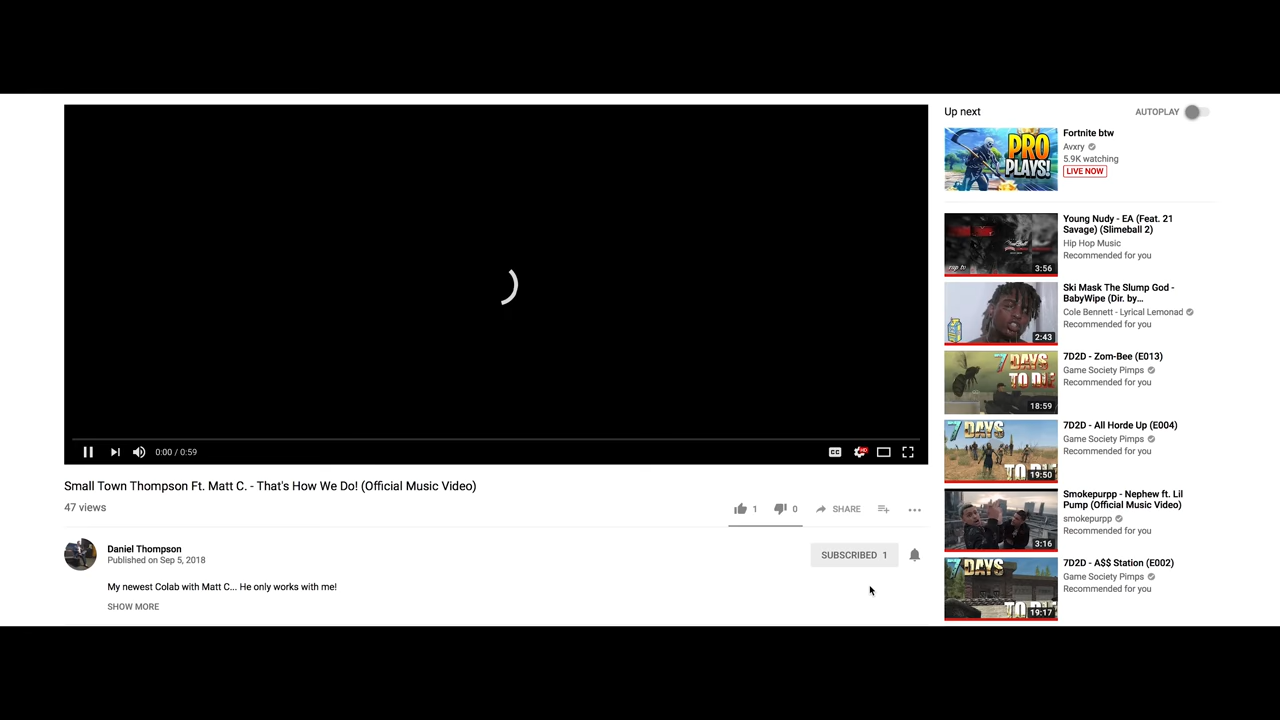 Up next
AUTOPLAY
PRO
PLAYS!
Fortnite btw
Avxry
5.9K watching
LIVE NOW
Young Nudy - EA (Feat. 21
Savage) (Slimeball 2)
Hip Hop Music
Recommended for you
3:56
Ski Mask The Slump God -
BabyWipe (Dir. by...
Cole Bennett - Lyrical Lemonad
Recommended for you
2:43
7 DAYS
TO DIE
18:59
7D2D - Zom-Bee (E013)
Game Society Pimps
Recommended for you
7 DAYS
TO D
19:50
7D2D - All Horde Up (E004)
Game Society Pimps
Recommended for you
3:16
Smokepurpp - Nephew ft. Lil
Pump (Official Music Video)
smokepurpp
Recommended for you
7 DAYS
TO D
19:17
7D2D - A$$ Station (E002)
Game Society Pimps
Recommended for you
0:00 / 0:59
CC
HD
Small Town Thompson Ft. Matt C. - That's How We Do! (Official Music Video)
47 views
1
0
SHARE
Daniel Thompson
Published on Sep 5, 2018
SUBSCRIBED 1
My newest Colab with Matt C... He only works with me!
SHOW MORE